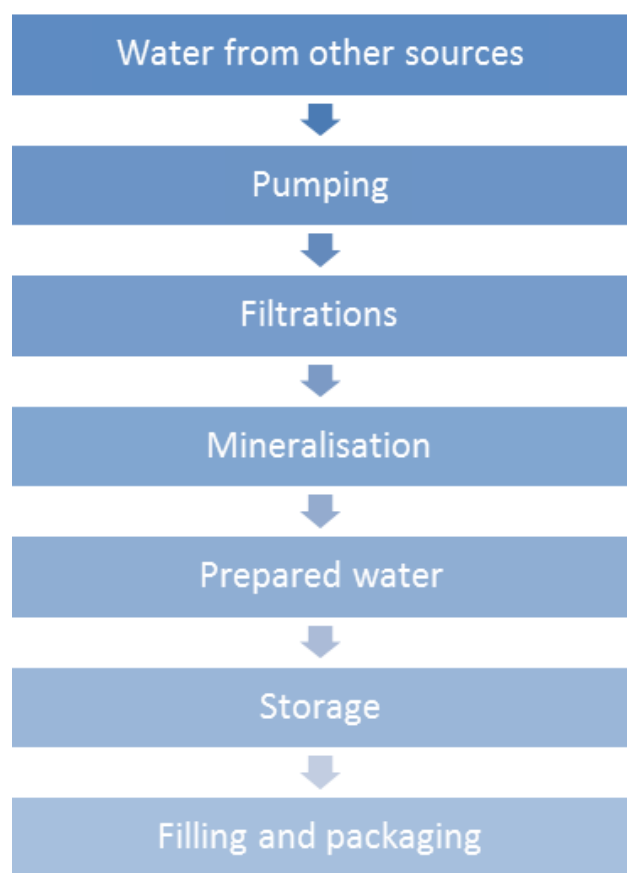 Water from other sources
Pumping
Filtrations
Mineralisation
Prepared water
Storage
Filling and packaging